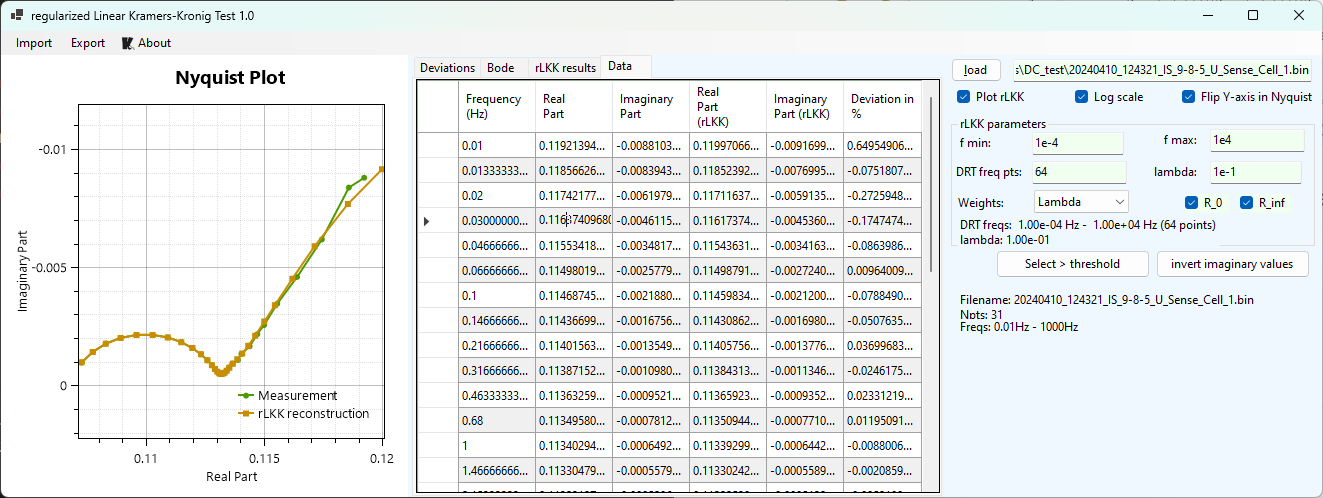 regularized Linear Kramers-Kronig Test 1.0
Import Export About
Nyquist Plot
-0.01
-0.005
0
Imaginary Part
Measurement
rLKK reconstruction
0.11 0.115 0.12
Real Part
Deviations Bode rLKK results Data
Frequency (Hz) Real Part Imaginary Part Real Part (rLKK) Imaginary Part (rLKK) Deviation in %
0.01 0.11921394... -0.0088103... 0.11997066... -0.0091699... 0.64954906...
0.01333333... 0.11856626... -0.0083943... 0.11852392... -0.0076995... -0.0751807...
0.02 0.11742177... -0.0061979... 0.11711637... -0.0059135... -0.2725948...
0.03000000... 0.11637409680 -0.0046115... 0.11617374... -0.0045360... -0.1747474...
0.04666666... 0.11553418... -0.0034817... 0.11543631... -0.0034163... -0.0863986...
0.06666666... 0.11498019... -0.0025779... 0.11498791... -0.0027240... 0.00964009...
0.1 0.11468745... -0.0021880... 0.11459834... -0.0021200... -0.0788490...
0.14666666... 0.11436699... -0.0016756... 0.11430862... -0.0016980... -0.0507635...
0.21666666... 0.11401563... -0.0013549... 0.11405756... -0.0013776... 0.03699683...
0.31666666... 0.11387152... -0.0010980... 0.11384313... -0.0011346... -0.0246175...
0.46333333... 0.11363259... -0.0009521... 0.11365923... -0.0009352... 0.02331219...
0.68 0.11349580... -0.0007812... 0.11350944... -0.0007710... 0.01195091...
1 0.11340294... -0.0006492... 0.11339299... -0.0006442... -0.0088006...
1.46666666... 0.11330479... -0.0005579... 0.11330242... -0.0005589... -0.0020859...
load s\DC_test\20240410_124321_IS_9-8-5_U_Sense_Cell_1.bin
Plot rLKK Log scale Flip Y-axis in Nyquist
rLKK parameters
f min: 1e-4 f max: 1e4
DRT freq pts: 64 lambda: 1e-1
Weights: Lambda R_0 R_inf
DRT freqs: 1.00e-04 Hz - 1.00e+04 Hz (64 points)
lambda: 1.00e-01
Select > threshold invert imaginary values
Filename: 20240410_124321_IS_9-8-5_U_Sense_Cell_1.bin
Npts: 31
Freqs: 0.01Hz - 1000Hz